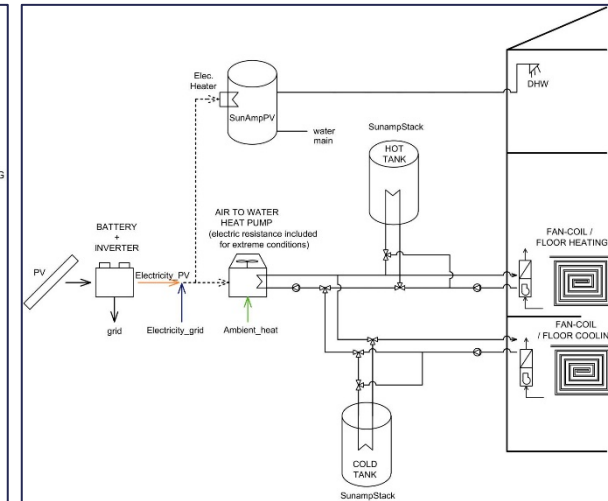 Elec.
Heater
SunAmpPV
DHW
water
main
SunampStack
HOT
TANK
G
AIR TO WATER
HEAT PUMP
(electric resistance included
for extreme conditions)
BATTERY
+
INVERTER
FAN-COIL /
FLOOR HEATING
PV
Electricity_PV
grid
Electricity_grid
Ambient_heat
FAN-COIL
/ FLOOR COOLIN
COLD
TANK
SunampStack